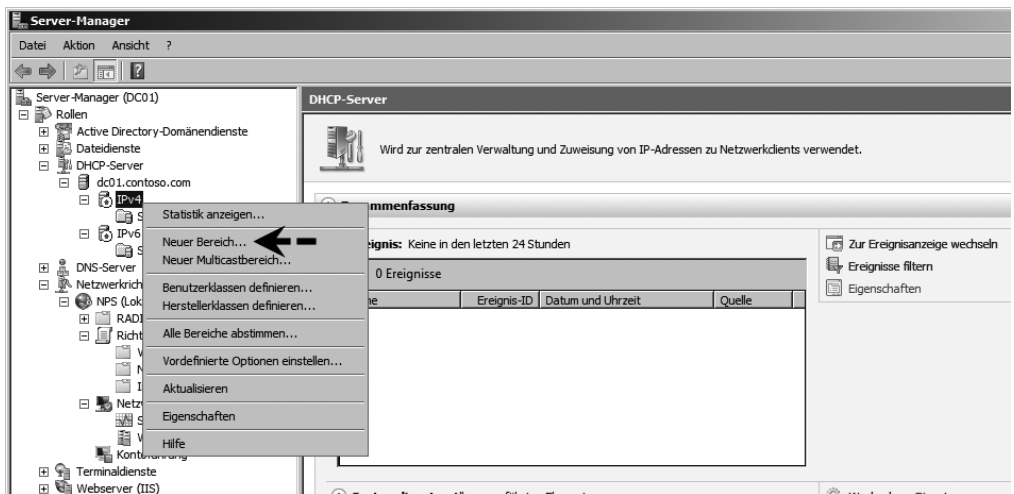 Server-Manager
Datei Aktion Ansicht ?
Server-Manager (DC01)
Rollen
Active Directory-Domänendienste
Dateidienste
DHCP-Server
dc01.contoso.com
IPv4
S
IPv6
S
DNS-Server
Netzwerkrich
NPS (Lok
RADI
Richt
W
N
I
Netz
S
W
Terminaldienste
Webserver (IIS)
Statistik anzeigen...
Neuer Bereich...
Neuer Multicastbereich...
Benutzerklassen definieren...
Herstellerklassen definieren...
Alle Bereiche abstimmen...
Vordefinierte Optionen einstellen...
Aktualisieren
Eigenschaften
Hilfe
DHCP-Server
Wird zur zentralen Verwaltung und Zuweisung von IP-Adressen zu Netzwerkclients verwendet.
mmenfassung
eignis: Keine in den letzten 24 Stunden
0 Ereignisse
Ereignis-ID Datum und Uhrzeit Quelle
Zur Ereignisanzeige wechseln
Ereignisse filtern
Eigenschaften